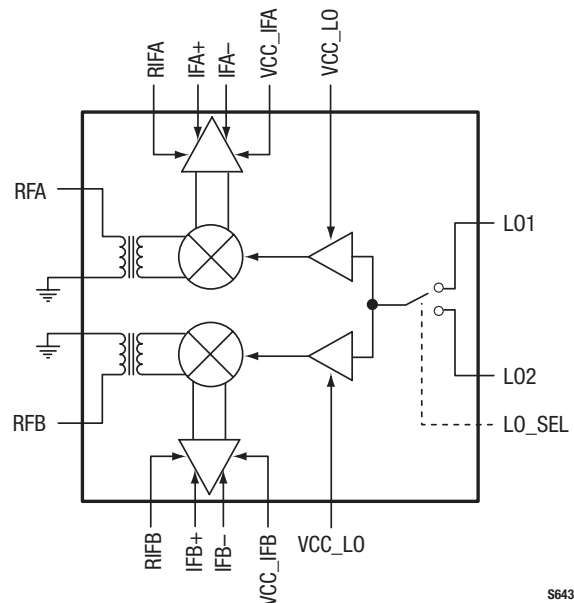 RIFA
IFA+
IFA–
VCC_IFA
VCC_LO
RFA
LO1
LO2
RFB
LO_SEL
RIFB
IFB+
IFB–
VCC_IFB
VCC_LO
S643